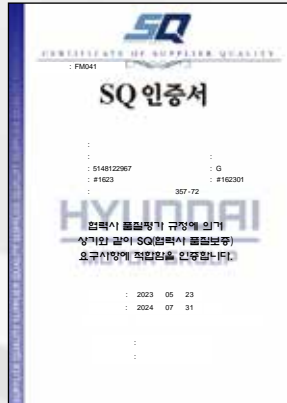 SQ
CERTIFICATE OF SUPPLIER QUALITY
: FM041
SQ 인증서
:
: :
: 5148122967 : G
: #1623 : #162301
: 357-72
HYUNDAI
MOTOR GROUP
협력사 품질평가 규정에 의거
상기와 같이 SQ(협력사 품질보증)
요구사항에 적합함을 인증합니다.
: 2023 05 23
: 2024 07 31
:
: